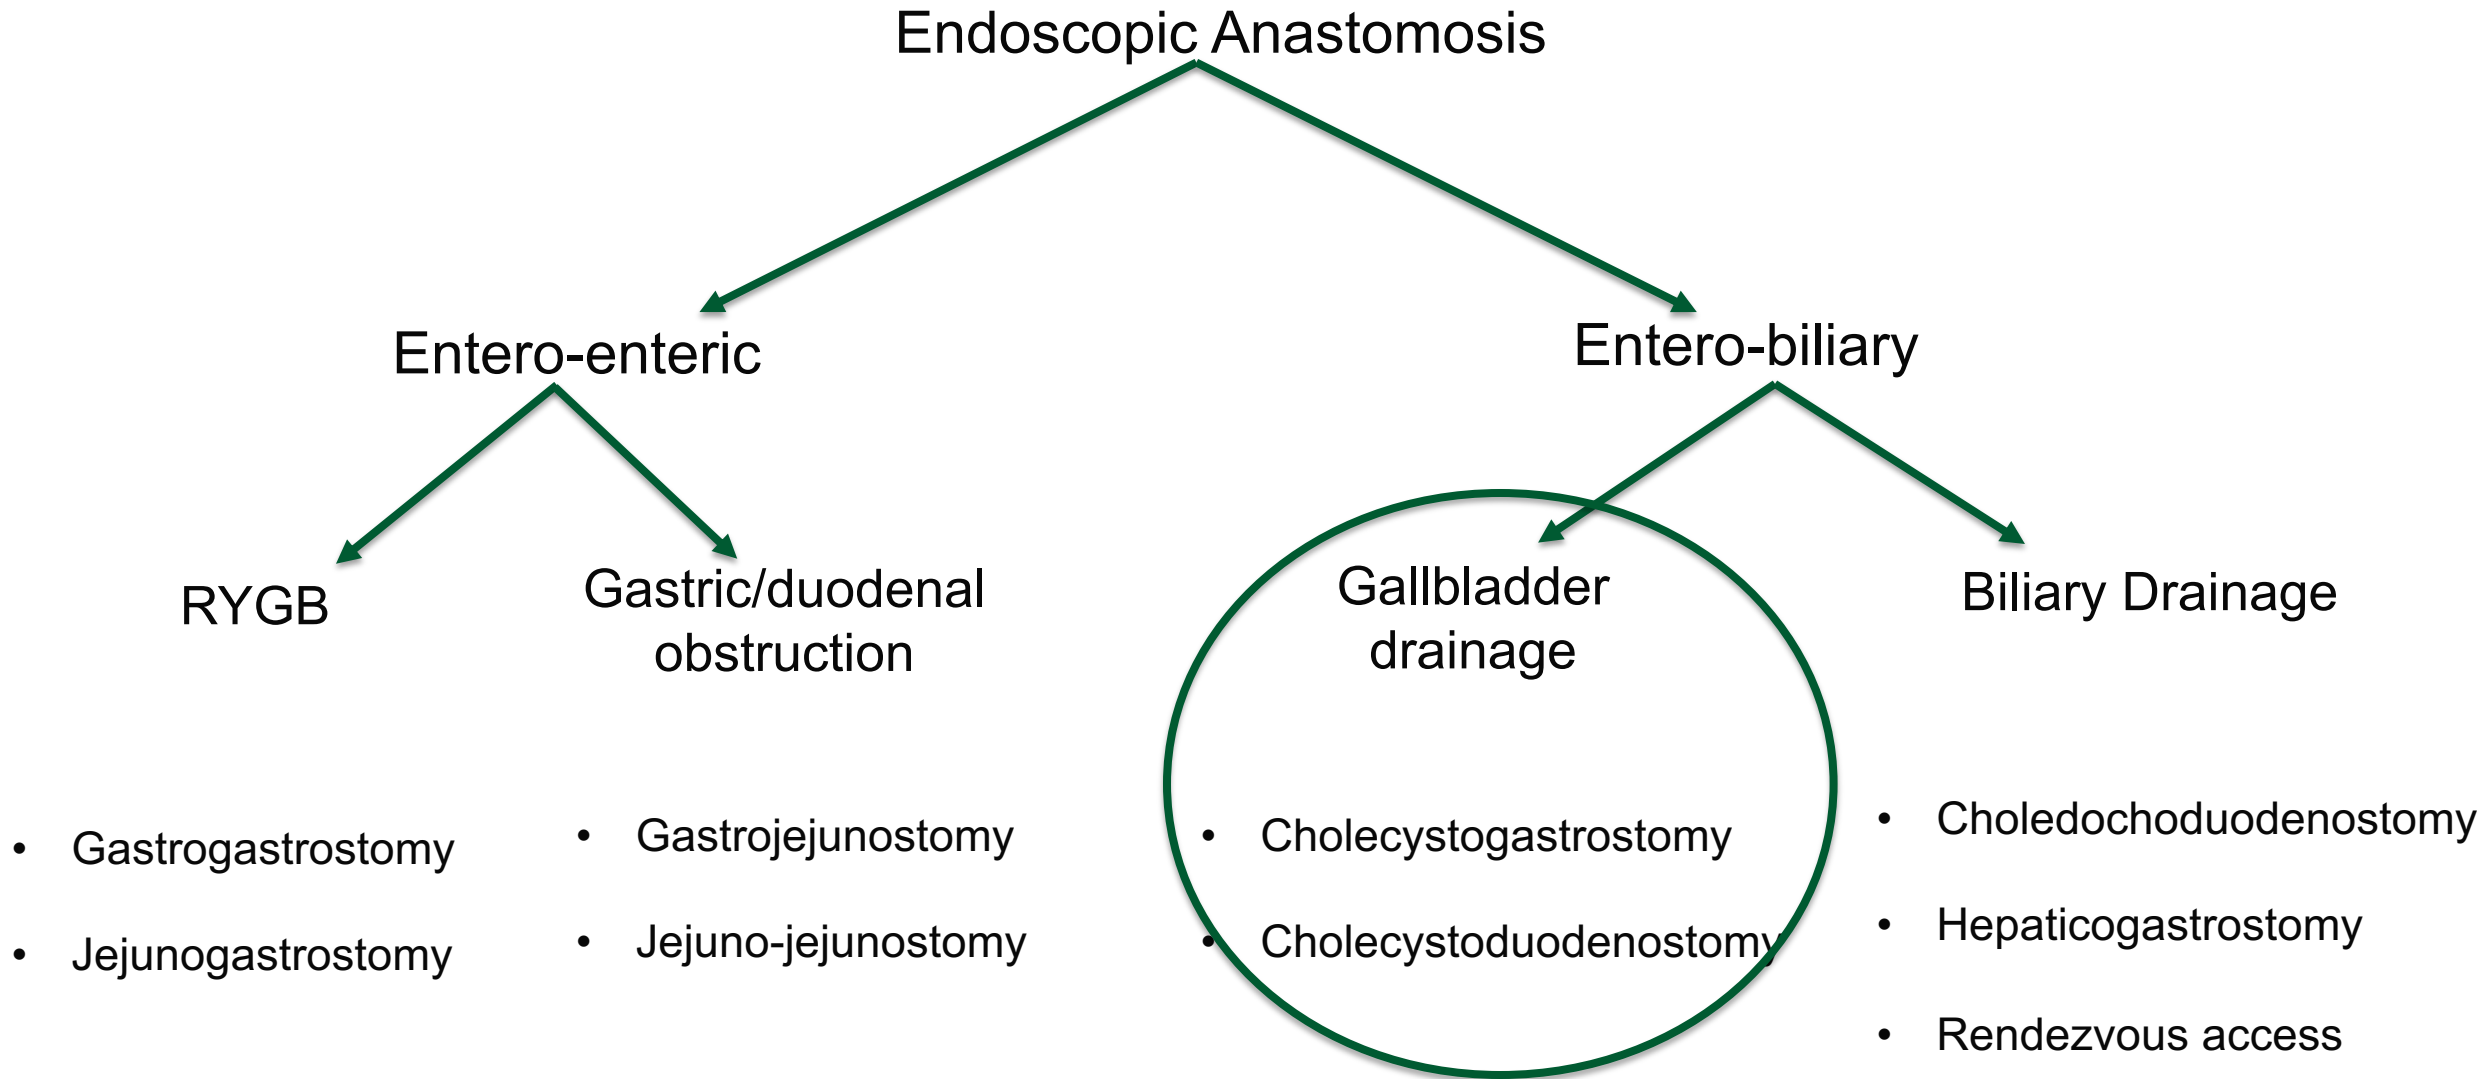 Endoscopic Anastomosis
Entero-enteric
Entero-biliary
RYGB
Gastric/duodenal
obstruction
Gallbladder
drainage
Biliary Drainage
• Gastrogastrostomy
• Jejunogastrostomy
• Gastrojejunostomy
• Jejuno-jejunostomy
• Cholecystogastrostomy
• Cholecystoduodenostomy
• Choledochoduodenostomy
• Hepaticogastrostomy
• Rendezvous access